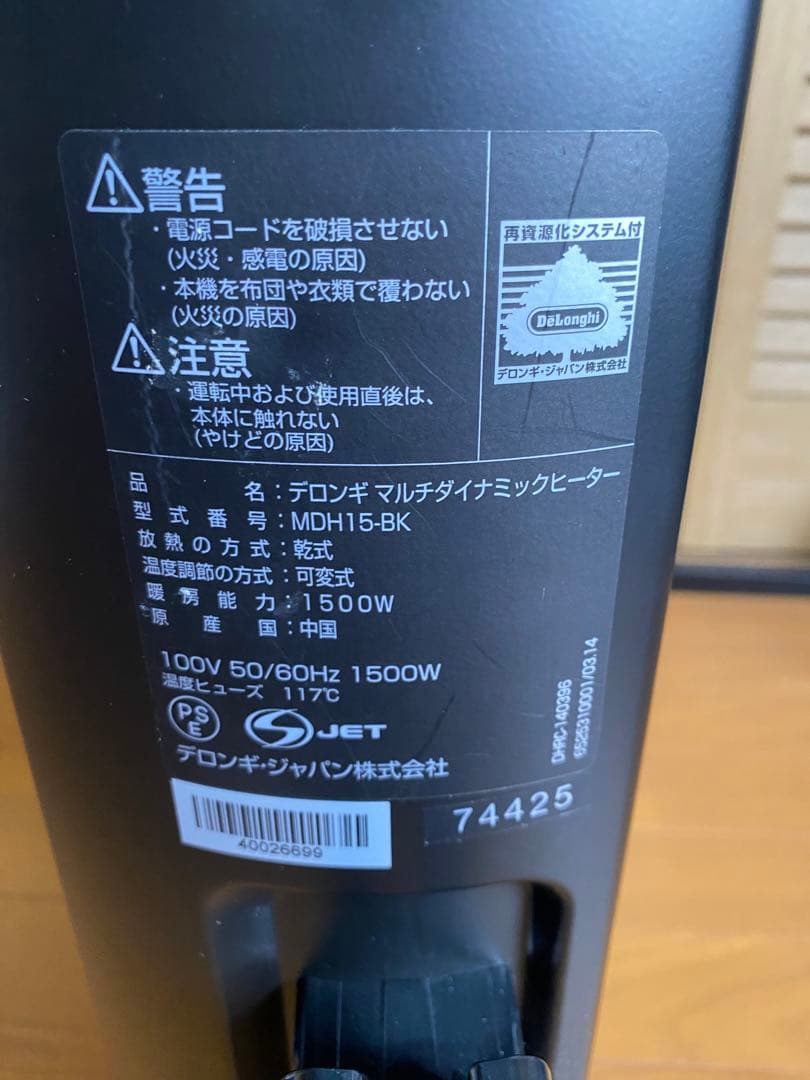 警告
・電源コードを破損させない
(火災・感電の原因)
・本機を布団や衣類で覆わない
(火災の原因)
注意
・運転中および使用直後は、
本体に触れない
(やけどの原因)
再資源化システム付
DeLonghi
デロンギ・ジャパン株式会社
品名：デロンギ マルチダイナミックヒーター
型式番号：MDH15-BK
放熱の方式：乾式
温度調節の方式：可変式
暖房能力：1500W
原産国：中国
100V 50/60Hz 1500W
温度ヒューズ 117℃
PSE
JET
デロンギ・ジャパン株式会社
DHRC-140396
6525310001/03.14
40026699
74425